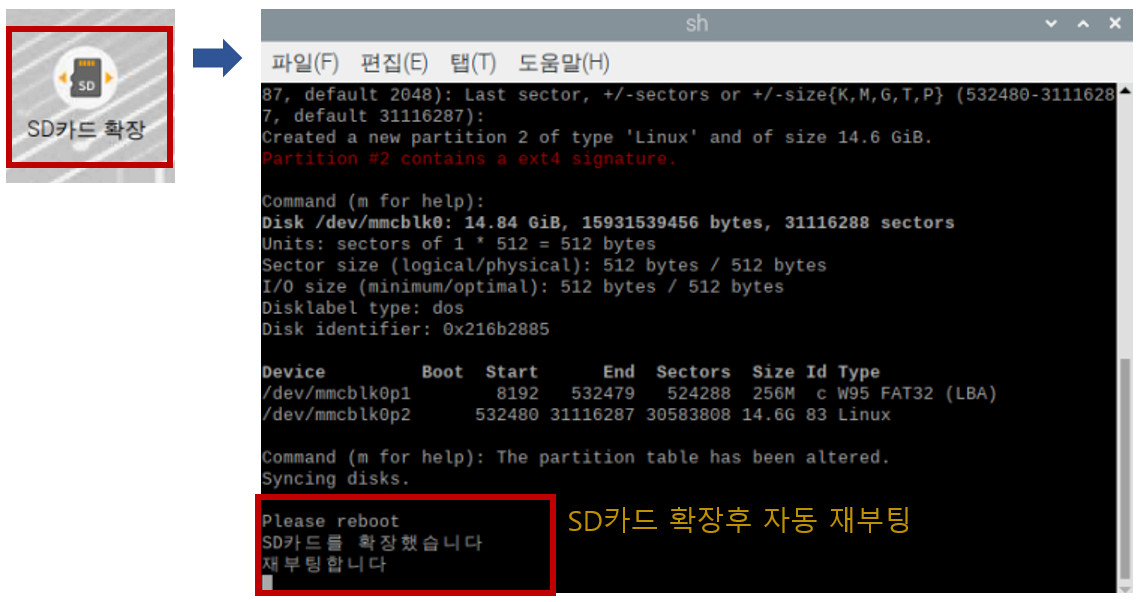 SD
SD카드 확장
sh
파일(F) 편집(E) 탭(T) 도움말(H)
87, default 2048): Last sector, +/-sectors or +/-size{K,M,G,T,P} (532480-3111628
7, default 31116287):
Created a new partition 2 of type 'Linux' and of size 14.6 GiB.
Partition #2 contains a ext4 signature.
Command (m for help):
Disk /dev/mmcblk0: 14.84 GiB, 15931539456 bytes, 31116288 sectors
Units: sectors of 1 * 512 = 512 bytes
Sector size (logical/physical): 512 bytes / 512 bytes
I/O size (minimum/optimal): 512 bytes / 512 bytes
Disklabel type: dos
Disk identifier: 0x216b2885
Device Boot Start End Sectors Size Id Type
/dev/mmcblk0p1 8192 532479 524288 256M c W95 FAT32 (LBA)
/dev/mmcblk0p2 532480 31116287 30583808 14.6G 83 Linux
Command (m for help): The partition table has been altered.
Syncing disks.
Please reboot
SD카드를 확장했습니다
재부팅합니다
SD카드 확장후 자동 재부팅